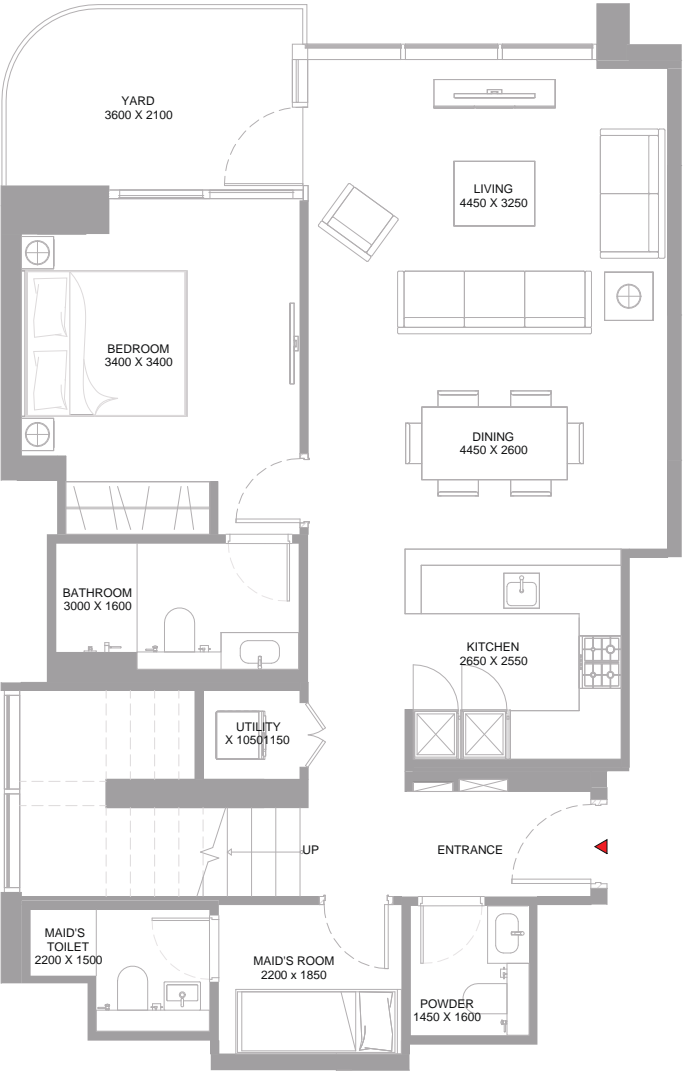 YARD
3600 X 2100
LIVING
4450 X 3250
BEDROOM
3400 X 3400
DINING
4450 X 2600
BATHROOM
3000 X 1600
KITCHEN
2650 X 2550
UTILITY
X 10501150
UP
ENTRANCE
MAID'S
TOILET
2200 X 1500
MAID'S ROOM
2200 x 1850
POWDER
1450 X 1600